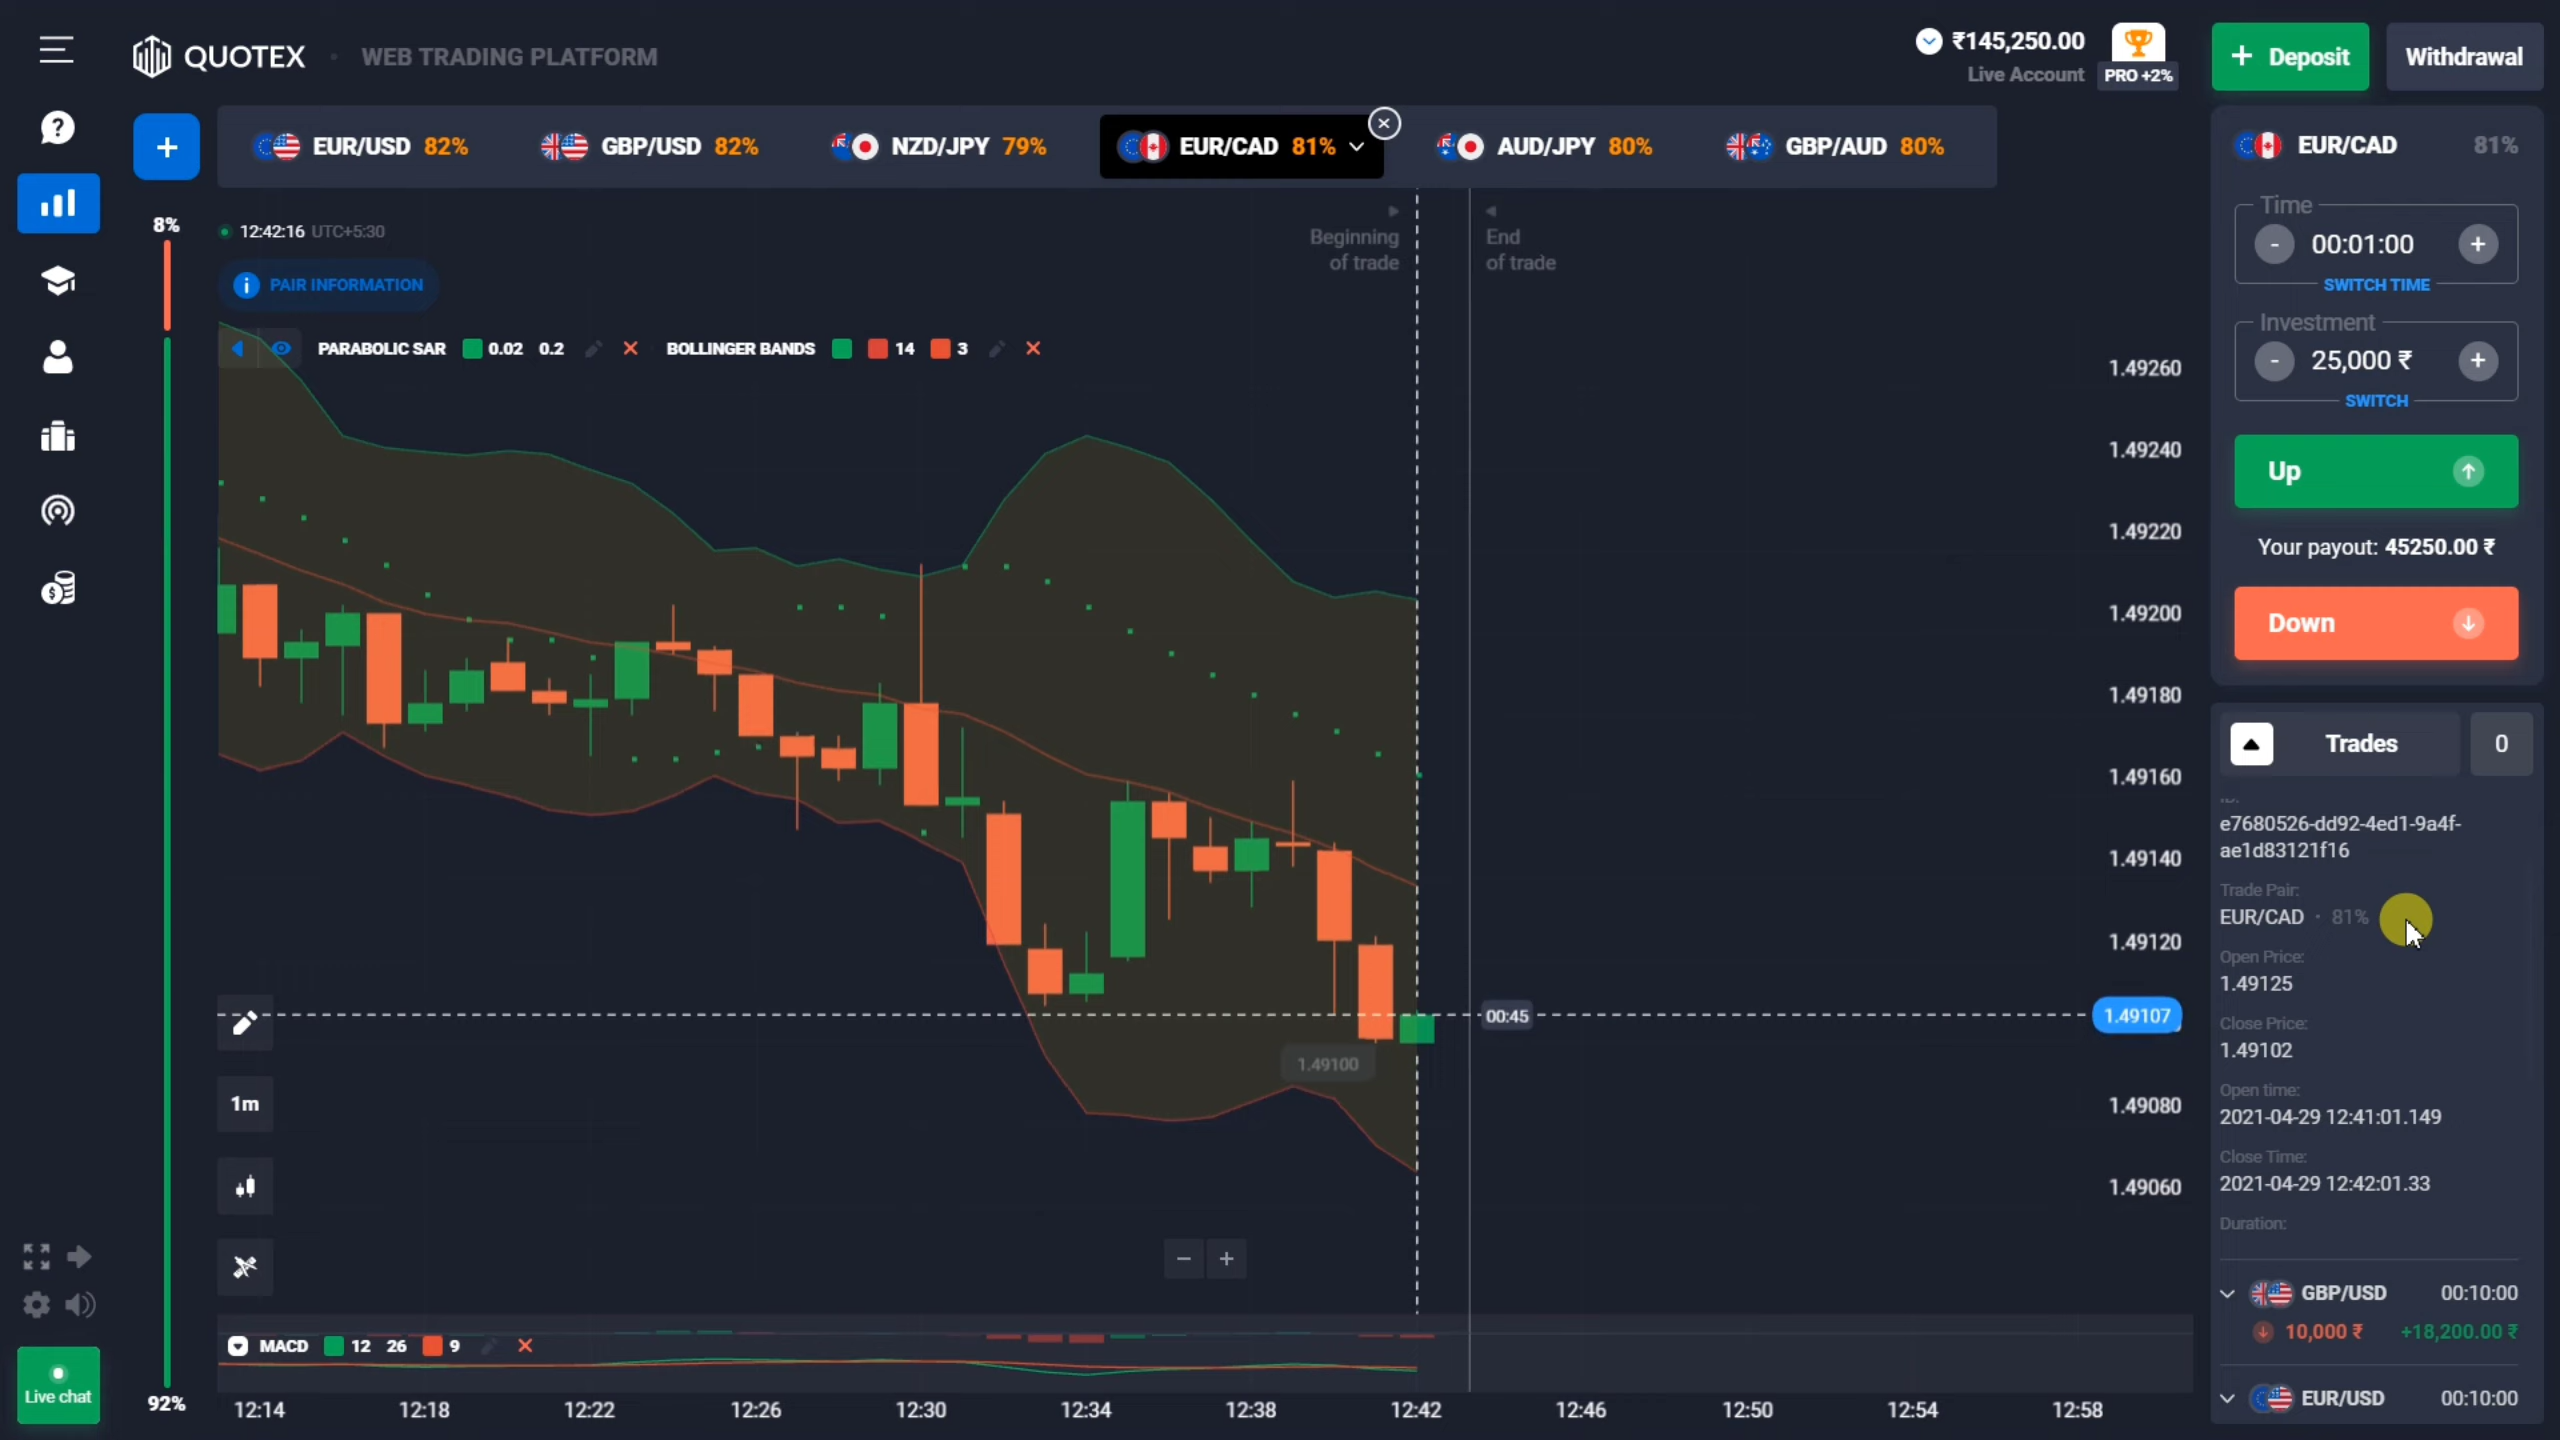 QUOTEX
WEB TRADING PLATFORM
₹145,250.00
Live Account
PRO +2%
+ Deposit
Withdrawal
+
EUR/USD 82%
GBP/USD 82%
NZD/JPY 79%
EUR/CAD 81%
AUD/JPY 80%
GBP/AUD 80%
8%
92%
12:42:16 UTC+5:30
PAIR INFORMATION
PARABOLIC SAR 0.02 0.2
BOLLINGER BANDS 14 3
Beginning
of trade
End
of trade
1.49260
1.49240
1.49220
1.49200
1.49180
1.49160
1.49140
1.49120
1.49107
1.49080
1.49060
00:45
1.49100
1m
− +
MACD 12 26 9
12:14
12:18
12:22
12:26
12:30
12:34
12:38
12:42
12:46
12:50
12:54
12:58
Live chat
EUR/CAD 81%
Time
- 00:01:00 +
SWITCH TIME
Investment
- 25,000 ₹ +
SWITCH
Up
Your payout: 45250.00 ₹
Down
Trades 0
e7680526-dd92-4ed1-9a4f-
ae1d83121f16
Trade Pair:
EUR/CAD · 81%
Open Price:
1.49125
Close Price:
1.49102
Open time:
2021-04-29 12:41:01.149
Close Time:
2021-04-29 12:42:01.33
Duration:
GBP/USD 00:10:00
10,000 ₹ +18,200.00 ₹
EUR/USD 00:10:00